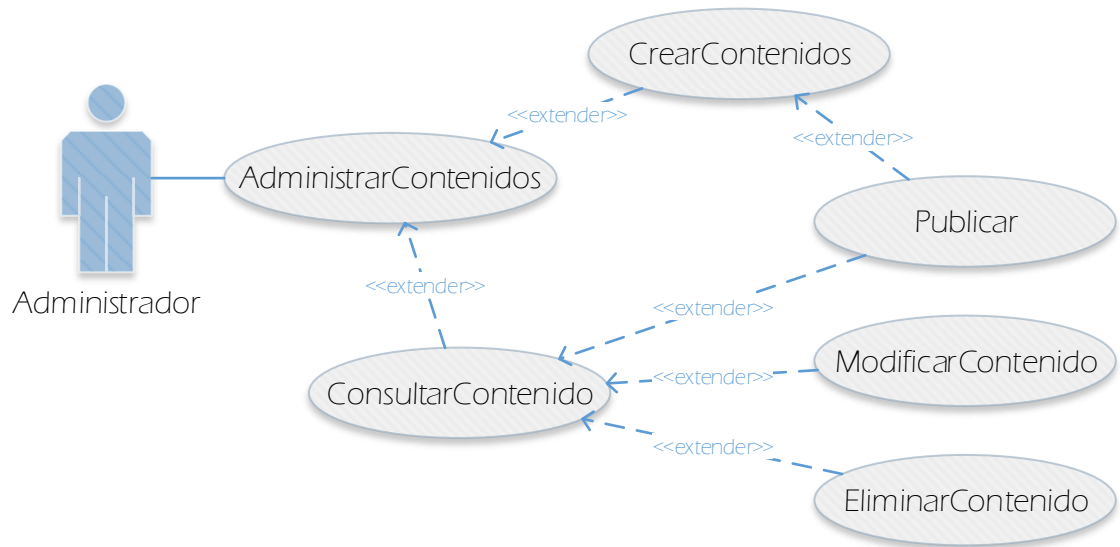 CrearContenidos
<<extender>>
<<extender>>
AdministrarContenidos
Publicar
<<extender>>
Administrador
<<extender>>
ModificarContenido
<<extender>>
ConsultarContenido
<<extender>>
EliminarContenido